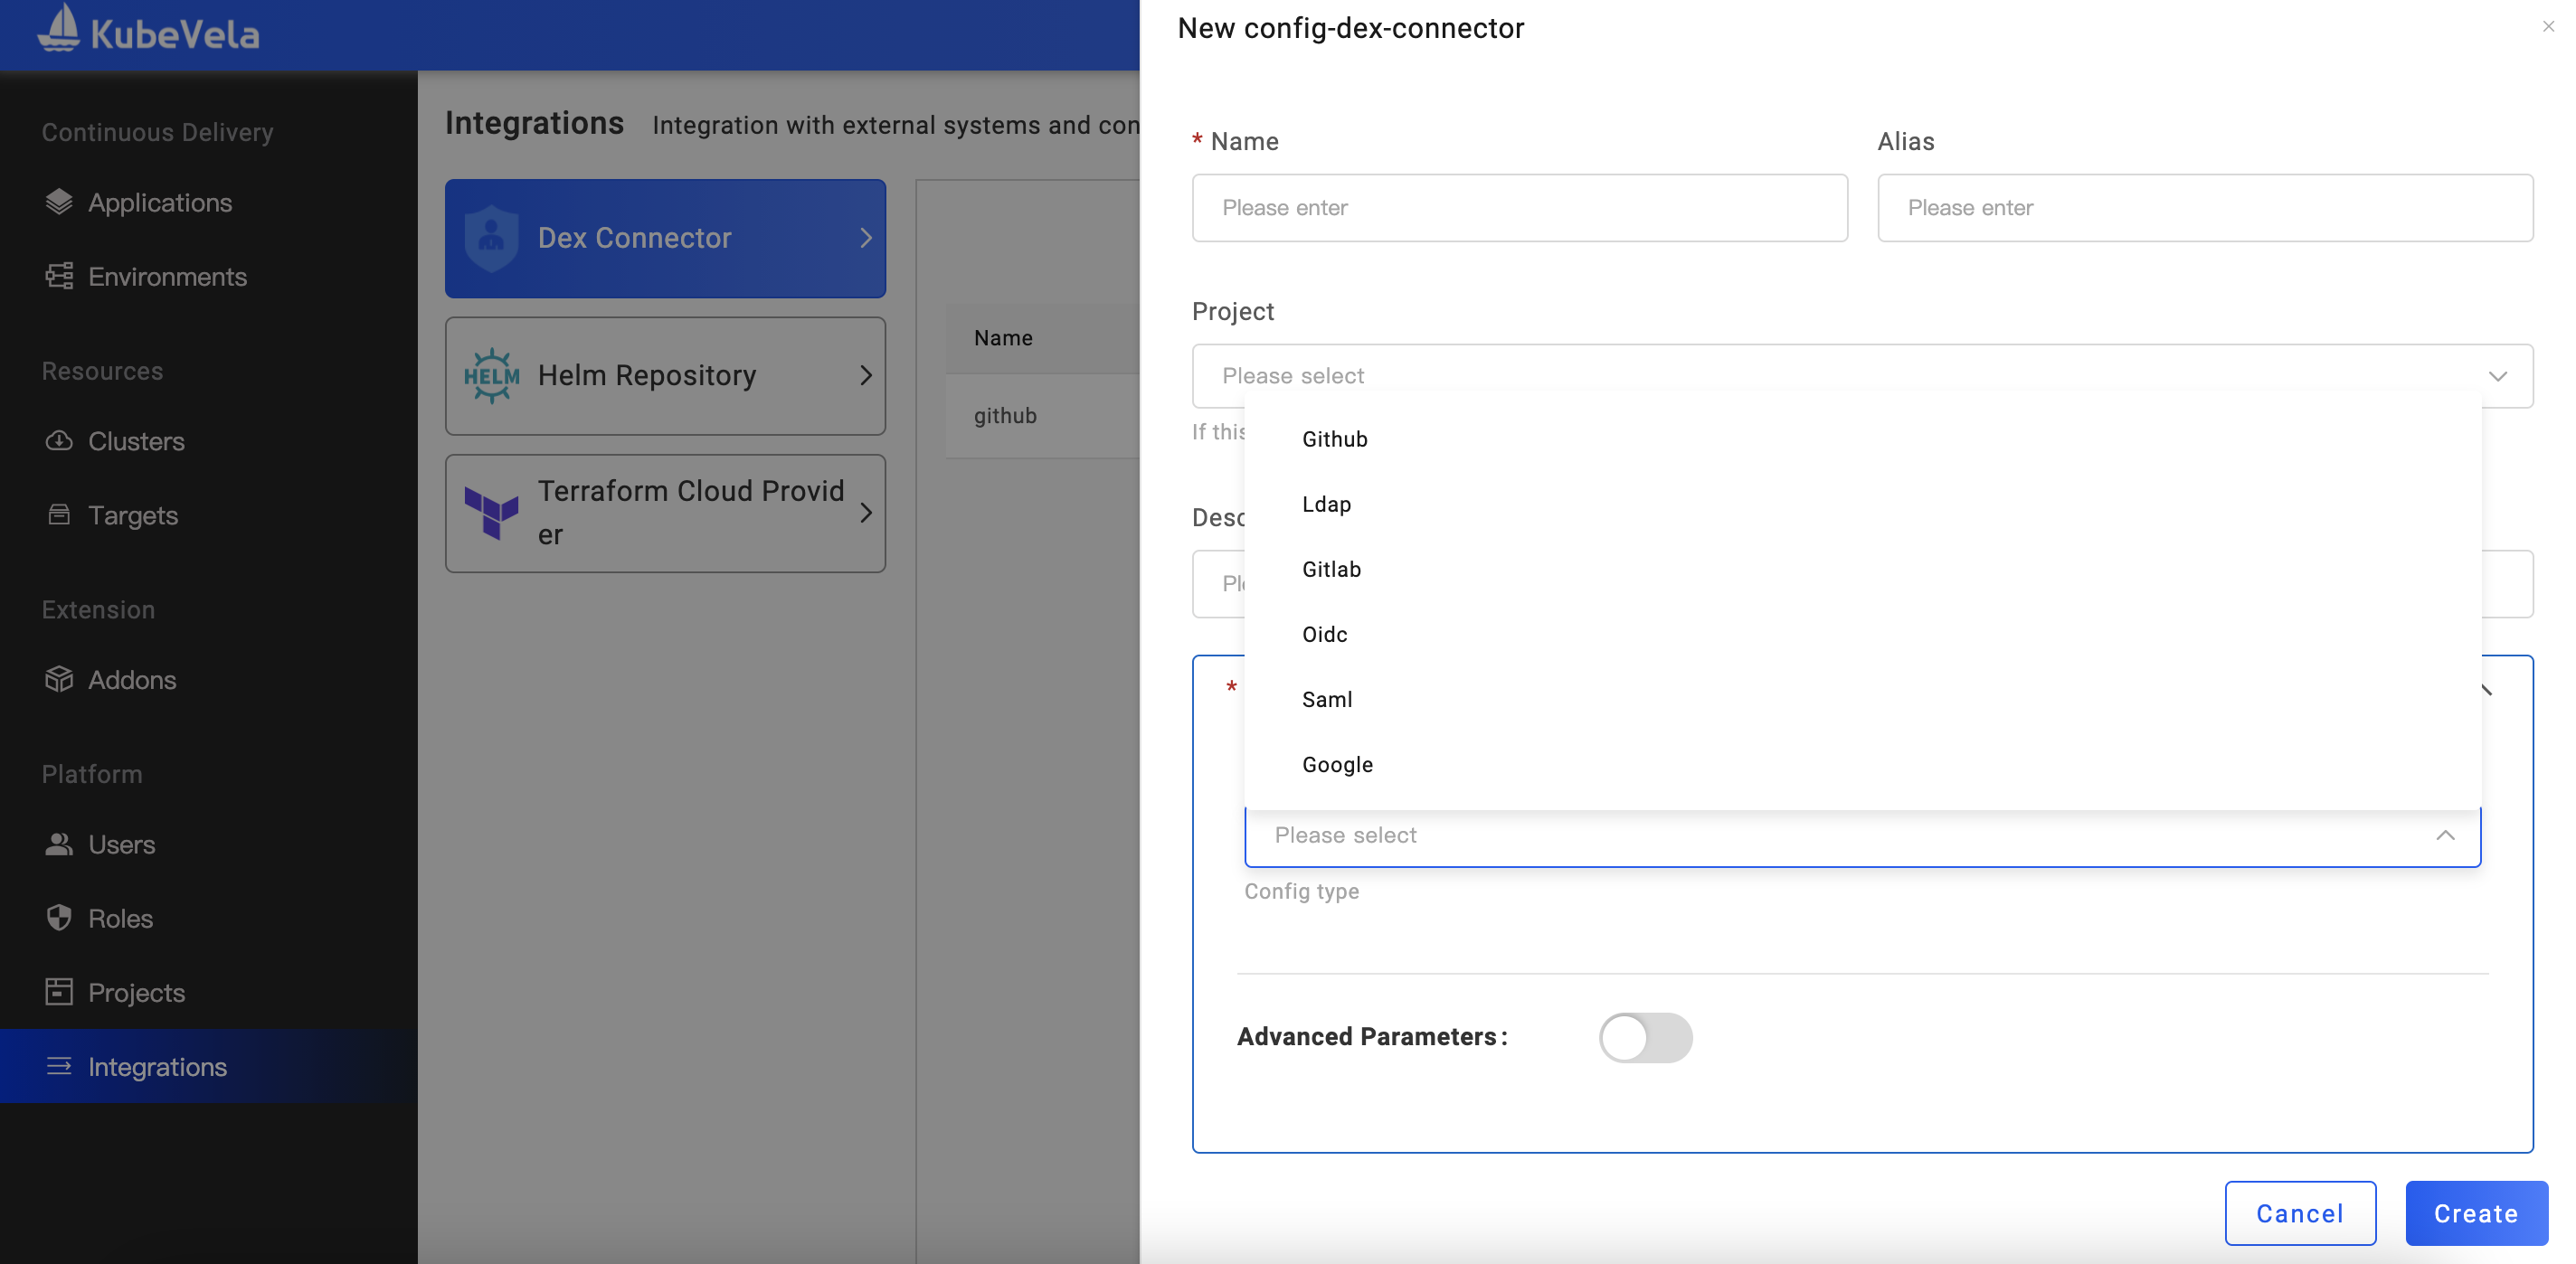 KubeVela
Continuous Delivery
Applications
Environments
Resources
Clusters
Targets
Extension
Addons
Platform
Users
Roles
Projects
Integrations
Integrations Integration with external systems and con
Dex Connector
HELM
Helm Repository
Terraform Cloud Provid
er
Name
github
New config-dex-connector
* Name
Please enter
Alias
Please enter
Project
Please select
If this
Github
Ldap
Gitlab
Oidc
Saml
Google
Desc
Ple
*
Please select
Config type
Advanced Parameters:
Cancel
Create